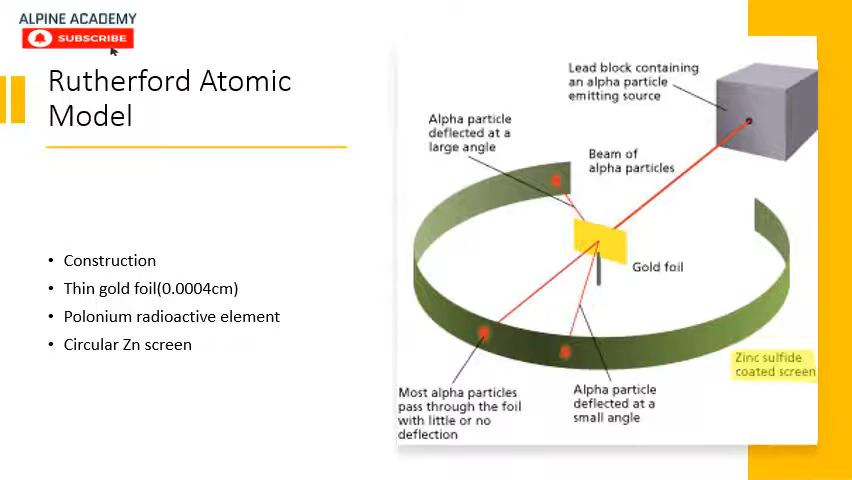 ALPINE ACADEMY
SUBSCRIBE
Rutherford Atomic
Model
• Construction
• Thin gold foil(0.0004cm)
• Polonium radioactive element
• Circular Zn screen
Lead block containing
an alpha particle
emitting source
Alpha particle
deflected at a
large angle
Beam of
alpha particles
Gold foil
Zinc sulfide
coated screen
Most alpha particles
pass through the foil
with little or no
deflection
Alpha particle
deflected at a
small angle